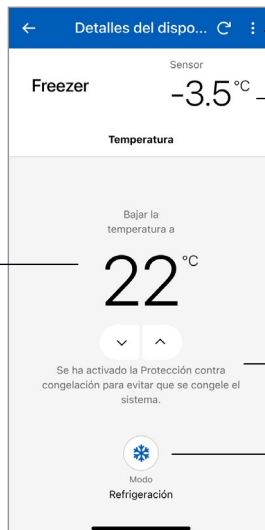 Detalles del dispo...
Sensor
Freezer
-3.5°C
Temperatura
Bajar la
temperatura a
22°C
Se ha activado la Protección contra
congelación para evitar que se congele el
sistema.
Modo
Refrigeración